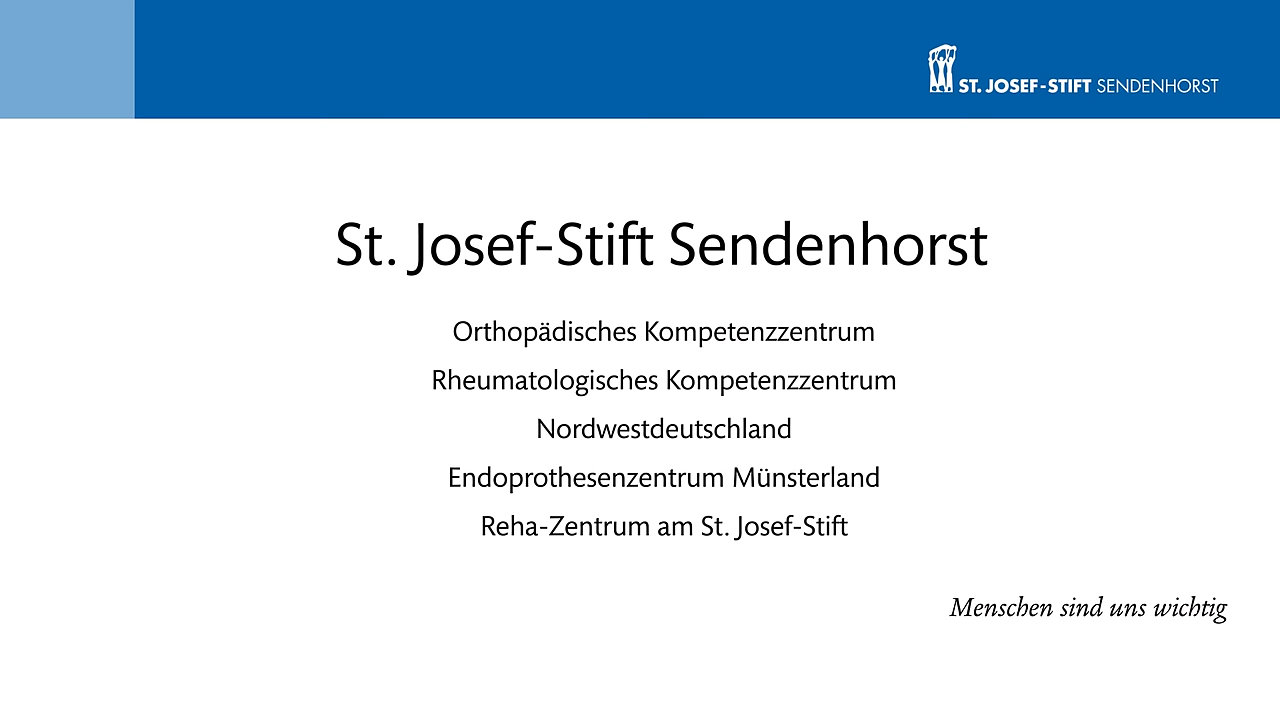 ST. JOSEF-STIFT SENDENHORST
St. Josef-Stift Sendenhorst
Orthopädisches Kompetenzzentrum
Rheumatologisches Kompetenzzentrum
Nordwestdeutschland
Endoprothesenzentrum Münsterland
Reha-Zentrum am St. Josef-Stift
Menschen sind uns wichtig